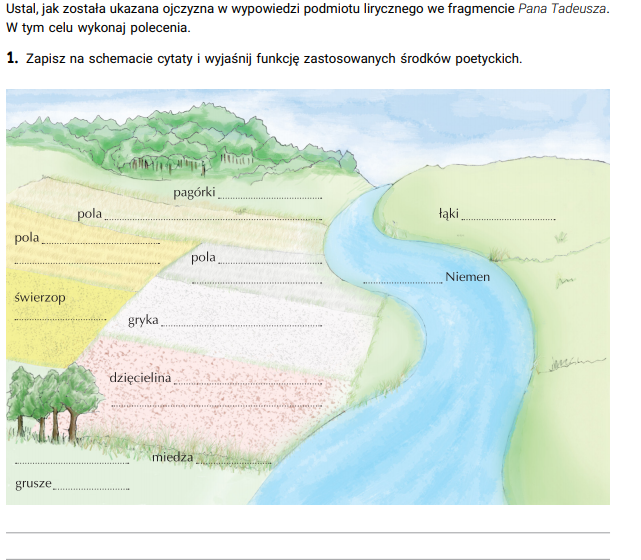 Ustal, jak została ukazana ojczyzna w wypowiedzi podmiotu lirycznego we fragmencie Pana Tadeusza.
W tym celu wykonaj polecenia.
1. Zapisz na schemacie cytaty i wyjaśnij funkcję zastosowanych środków poetyckich.
pagórki
pola
łąki
pola
pola
Niemen
świerzop
gryka
dzięcielina
miedza
grusze